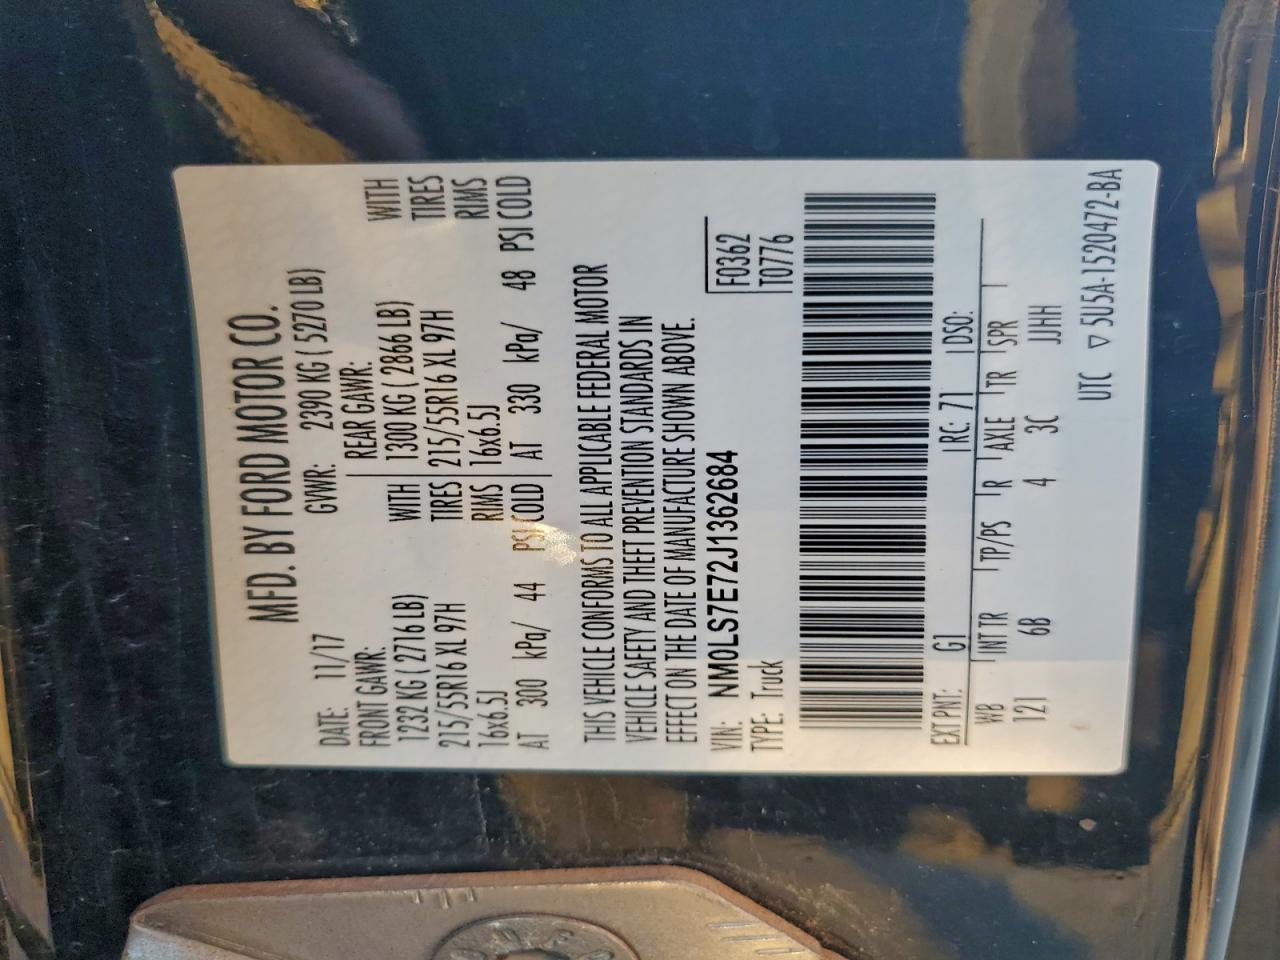 MFD. BY FORD MOTOR CO.
DATE: 11/17 GVWR: 2390 KG ( 5270 LB)
FRONT GAWR: REAR GAWR:
1232 KG ( 2716 LB) WITH 1300 KG ( 2866 LB) WITH
215/55R16 XL 97H TIRES 215/55R16 XL 97H TIRES
16x6.5J RIMS 16x6.5J RIMS
AT 300 kPa/ 44 PSI COLD AT 330 kPa/ 48 PSI COLD
THIS VEHICLE CONFORMS TO ALL APPLICABLE FEDERAL MOTOR
VEHICLE SAFETY AND THEFT PREVENTION STANDARDS IN
EFFECT ON THE DATE OF MANUFACTURE SHOWN ABOVE.
VIN: NM0LS7E72J1362684 F0362
TYPE: Truck T0776
EXT PNT: G1 RC: 71 DSO:
WB INT TR TP/PS R AXLE TR SPR
121 6B 4 3C JJHH
UTC ▽ 5U5A-1520472-BA